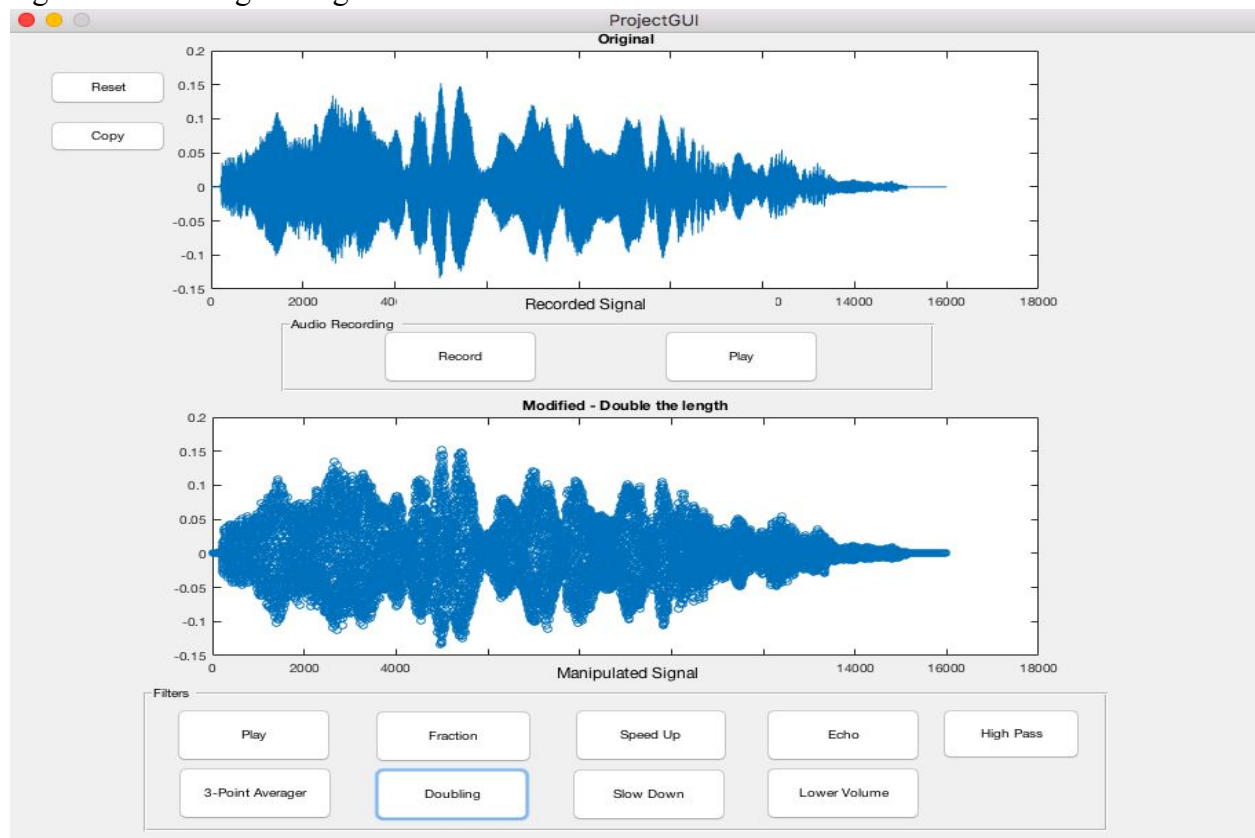 ProjectGUI
Original
Reset
Copy
0.2
0.15
0.1
0.05
0
-0.05
-0.1
-0.15
0 2000 40 Recorded Signal 14000 16000 18000
Audio Recording
Record Play
Modified - Double the length
0.2
0.15
0.1
0.05
0
-0.05
-0.1
-0.15
0 2000 4000 Manipulated Signal 14000 16000 18000
Filters
Play Fraction Speed Up Echo High Pass
3-Point Averager Doubling Slow Down Lower Volume